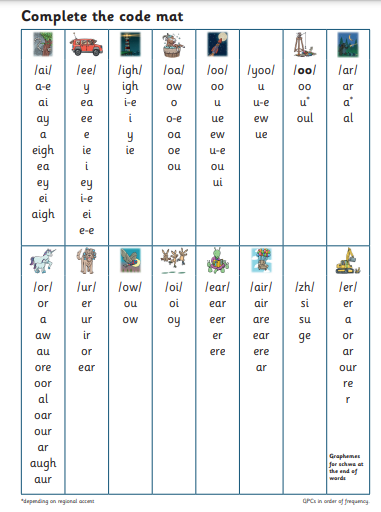 Complete the code mat
/ai/
a-e
ai
ay
a
eigh
ea
ey
ei
aigh
/ee/
y
ea
ee
e
ie
i
ey
i-e
ei
e-e
/igh/
igh
i-e
i
y
ie
/oa/
ow
o
o-e
oa
oe
ou
/oo/
oo
u
ue
ew
u-e
ou
ui
/yoo/
u
u-e
ew
ue
/oo/
oo
u*
oul
/ar/
ar
a*
al
/or/
or
a
aw
au
ore
oor
al
oar
our
ar
augh
aur
/ur/
er
ur
ir
or
ear
/ow/
ou
ow
/oi/
oi
oy
/ear/
ear
eer
er
ere
/air/
air
are
ear
ere
ar
/zh/
si
su
ge
/er/
er
a
or
ar
our
re
r
Graphemes
for schwa at
the end of
words
*depending on regional accent
GPCs in order of frequency.